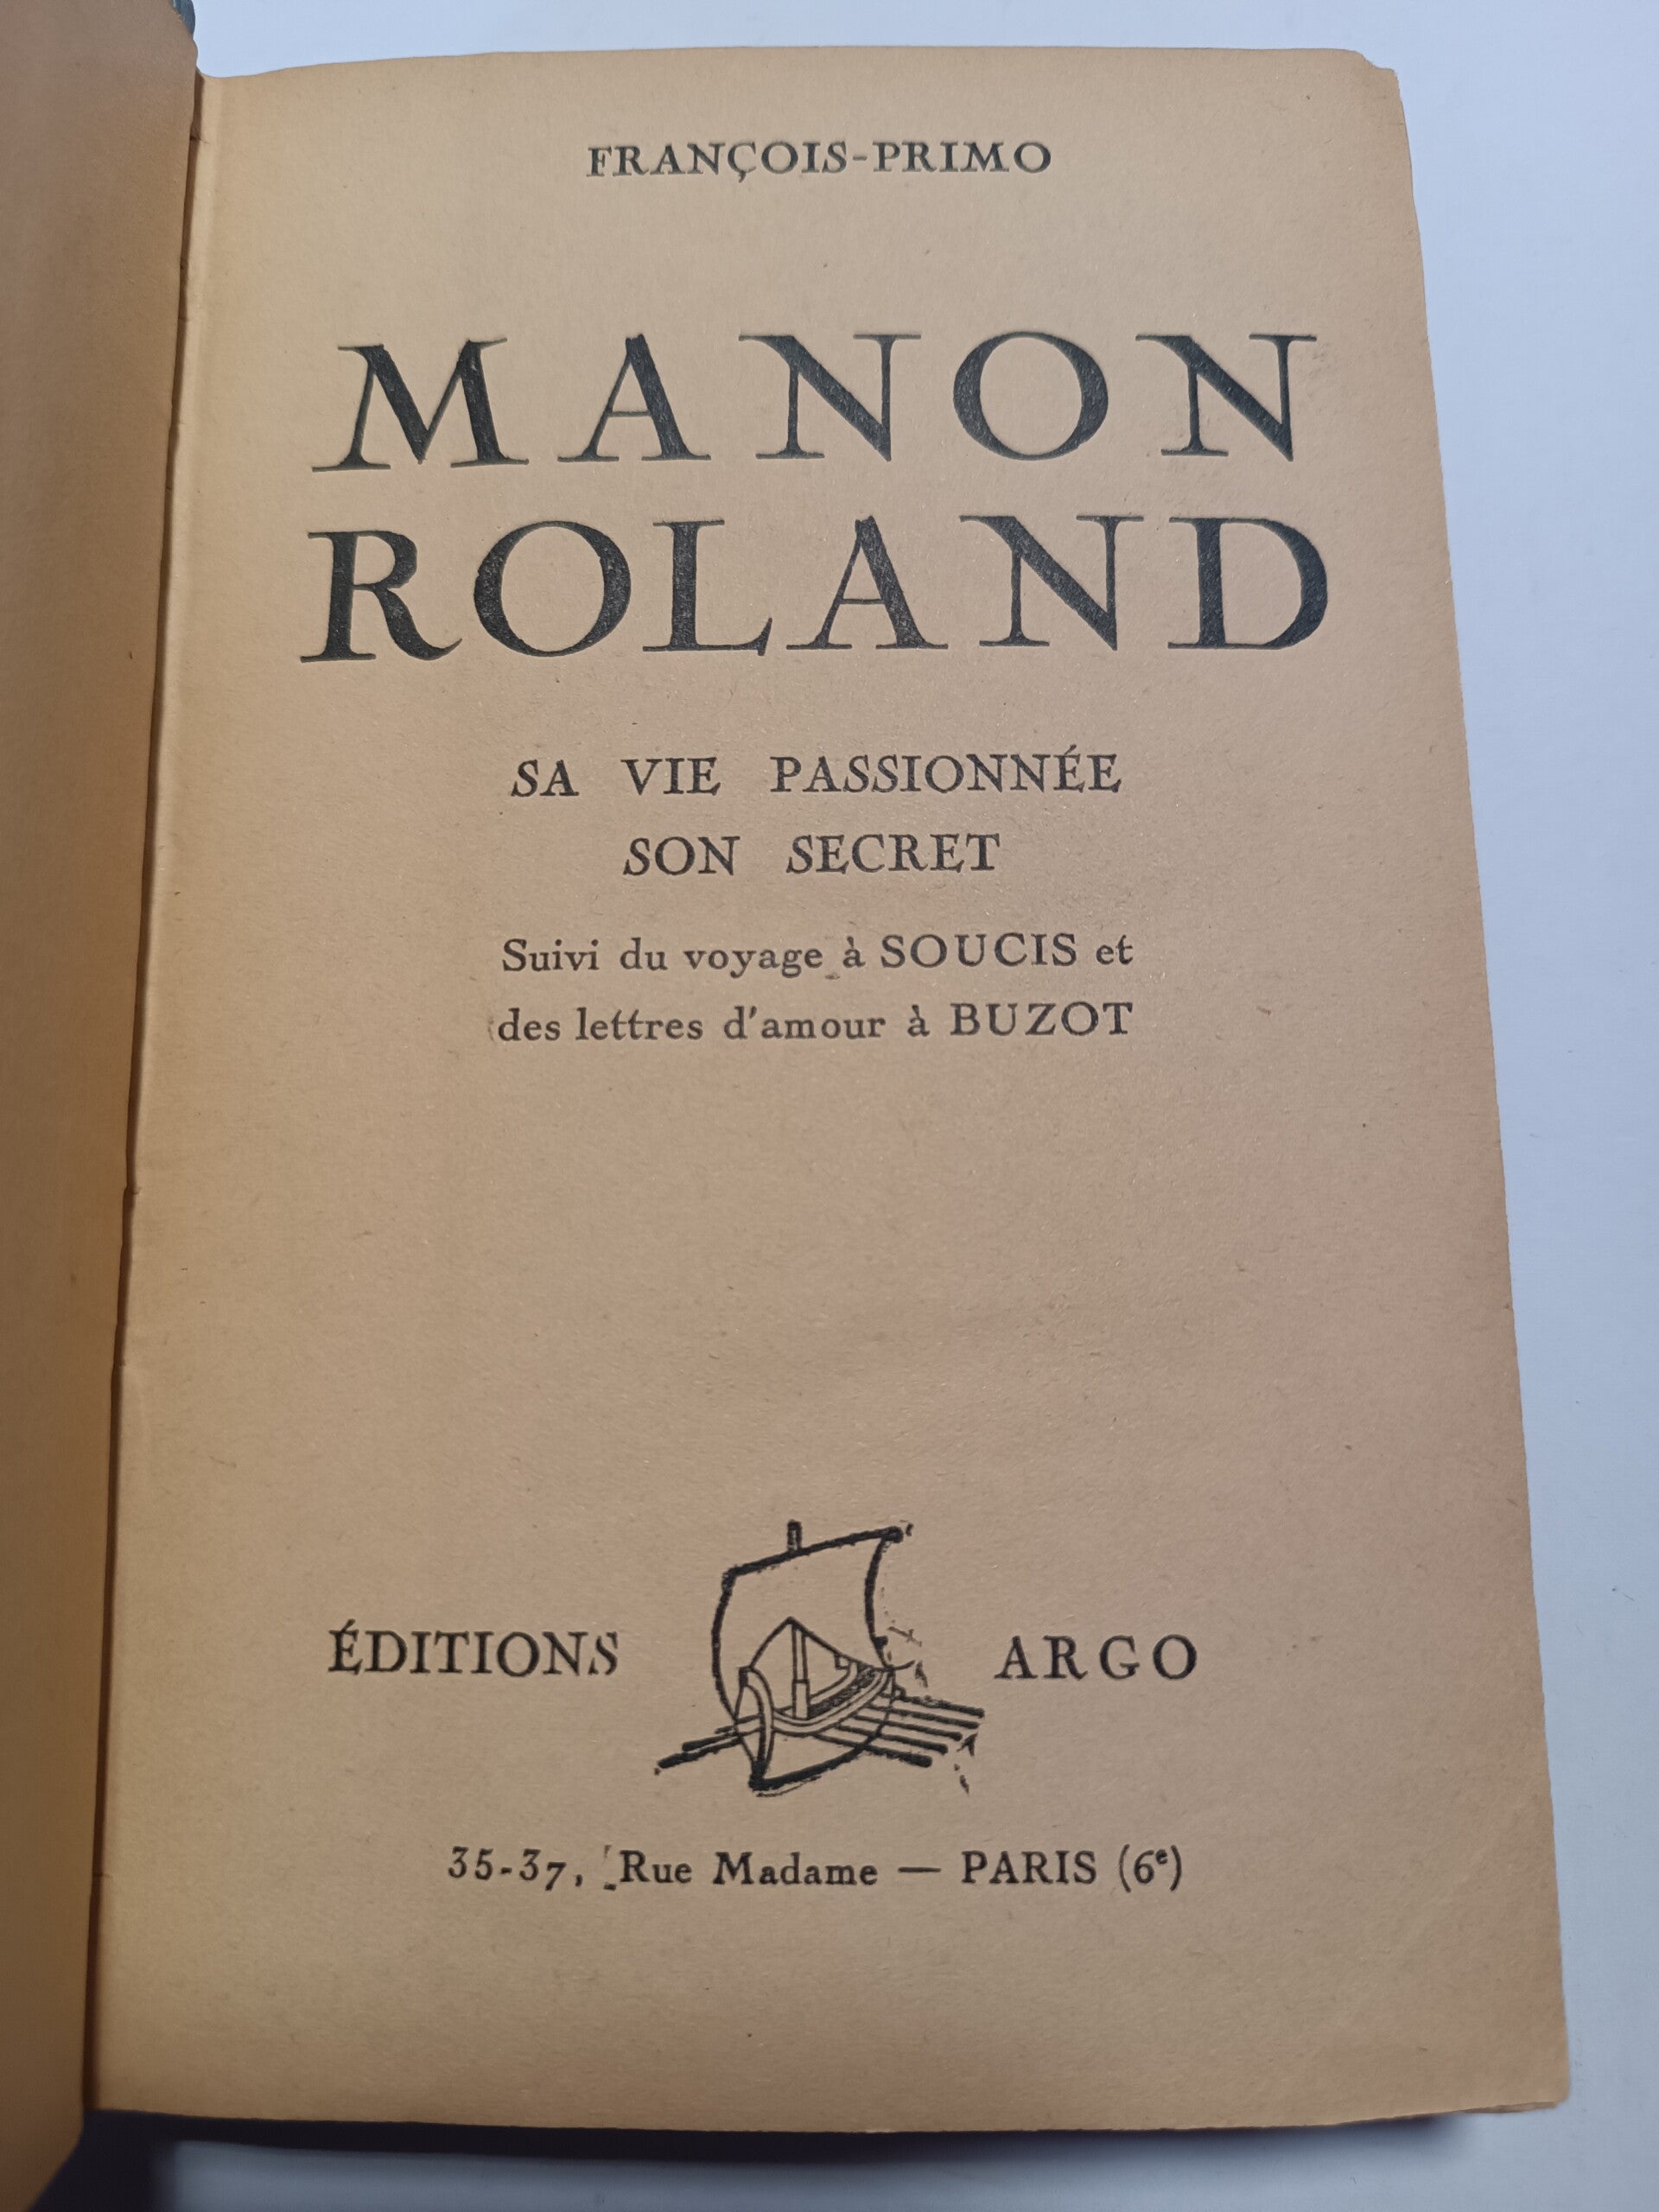 FRANÇOIS-PRIMO
MANON
ROLAND
SA VIE PASSIONNÉE
SON SECRET
Suivi du voyage à SOUCIS et
des lettres d'amour à BUZOT
ÉDITIONS ARGO
35-37, Rue Madame — PARIS (6e)